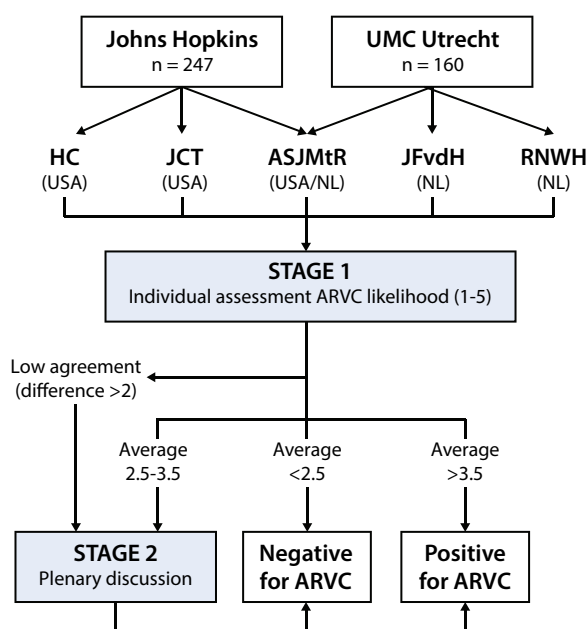 Johns Hopkins
n = 247
UMC Utrecht
n = 160
HC
(USA)
JCT
(USA)
ASJMtR
(USA/NL)
JFvdH
(NL)
RNWH
(NL)
STAGE 1
Individual assessment ARVC likelihood (1-5)
Low agreement
(difference >2)
Average
2.5-3.5
Average
<2.5
Average
>3.5
STAGE 2
Plenary discussion
Negative
for ARVC
Positive
for ARVC